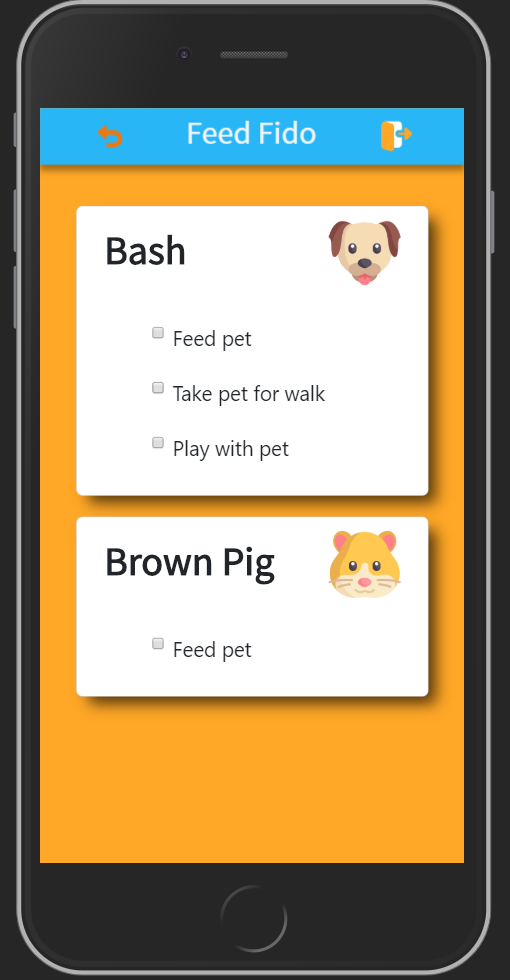 Feed Fido
Bash
Feed pet
Take pet for walk
Play with pet
Brown Pig
Feed pet